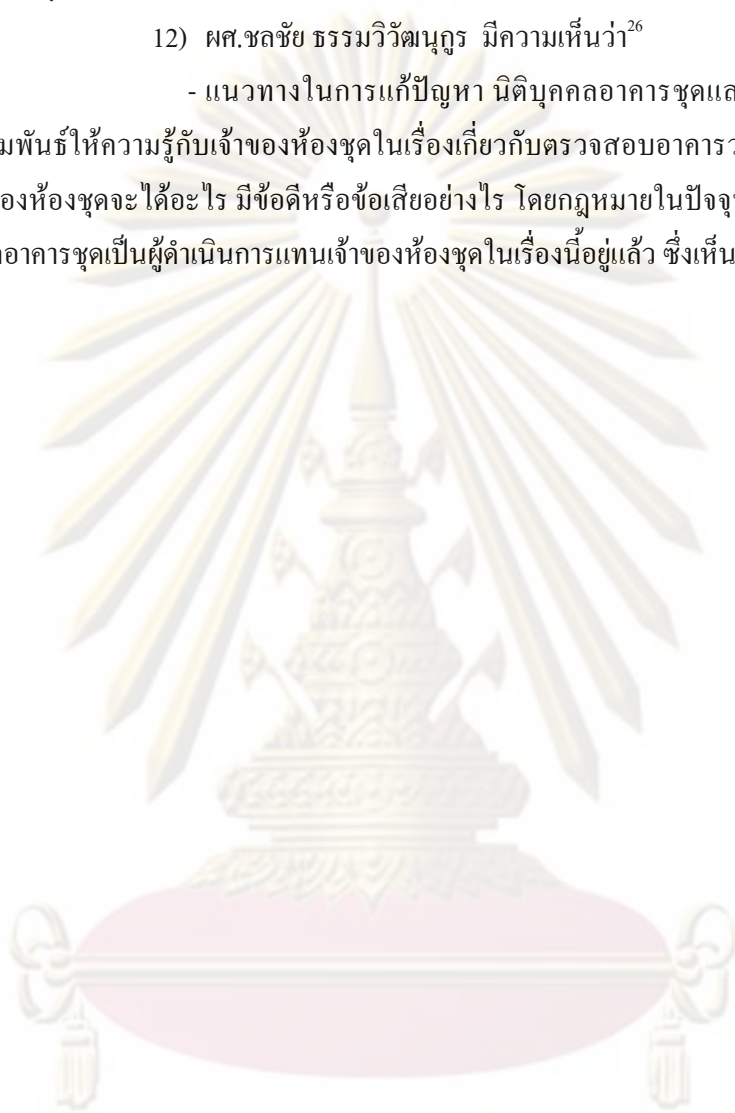 12) ผศ.ชลชัย ธรรมวิวัฒนุกูร มีความเห็นว่า26
- แนวทางในการแก้ปัญหา นิติบุคคลอาคารชุดและ
มพันธ์ให้ความรู้กับเจ้าของห้องชุดในเรื่องเกี่ยวกับตรวจสอบอาคารว
องห้องชุดจะได้อะไร มีข้อดีหรือข้อเสียอย่างไร โดยกฎหมายในปัจจุ
อาคารชุดเป็นผู้ดำเนินการแทนเจ้าของห้องชุดในเรื่องนี้อยู่แล้ว ซึ่งเห็น